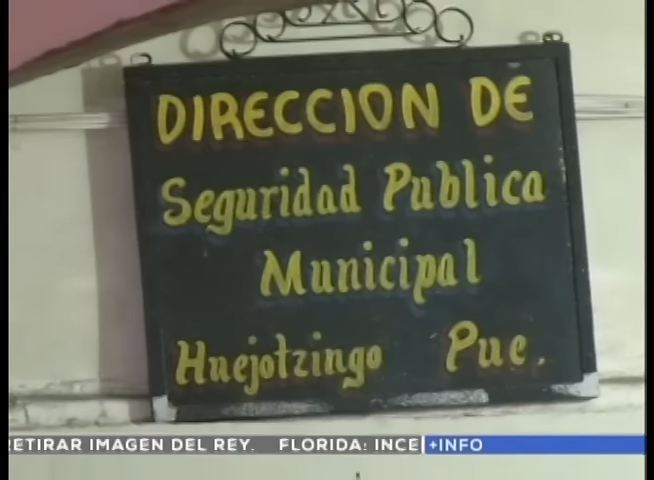 DIRECCION DE
Seguridad Publica
Municipal
Huejotzingo Pue.
RETIRAR IMAGEN DEL REY. FLORIDA: INCE +INFO